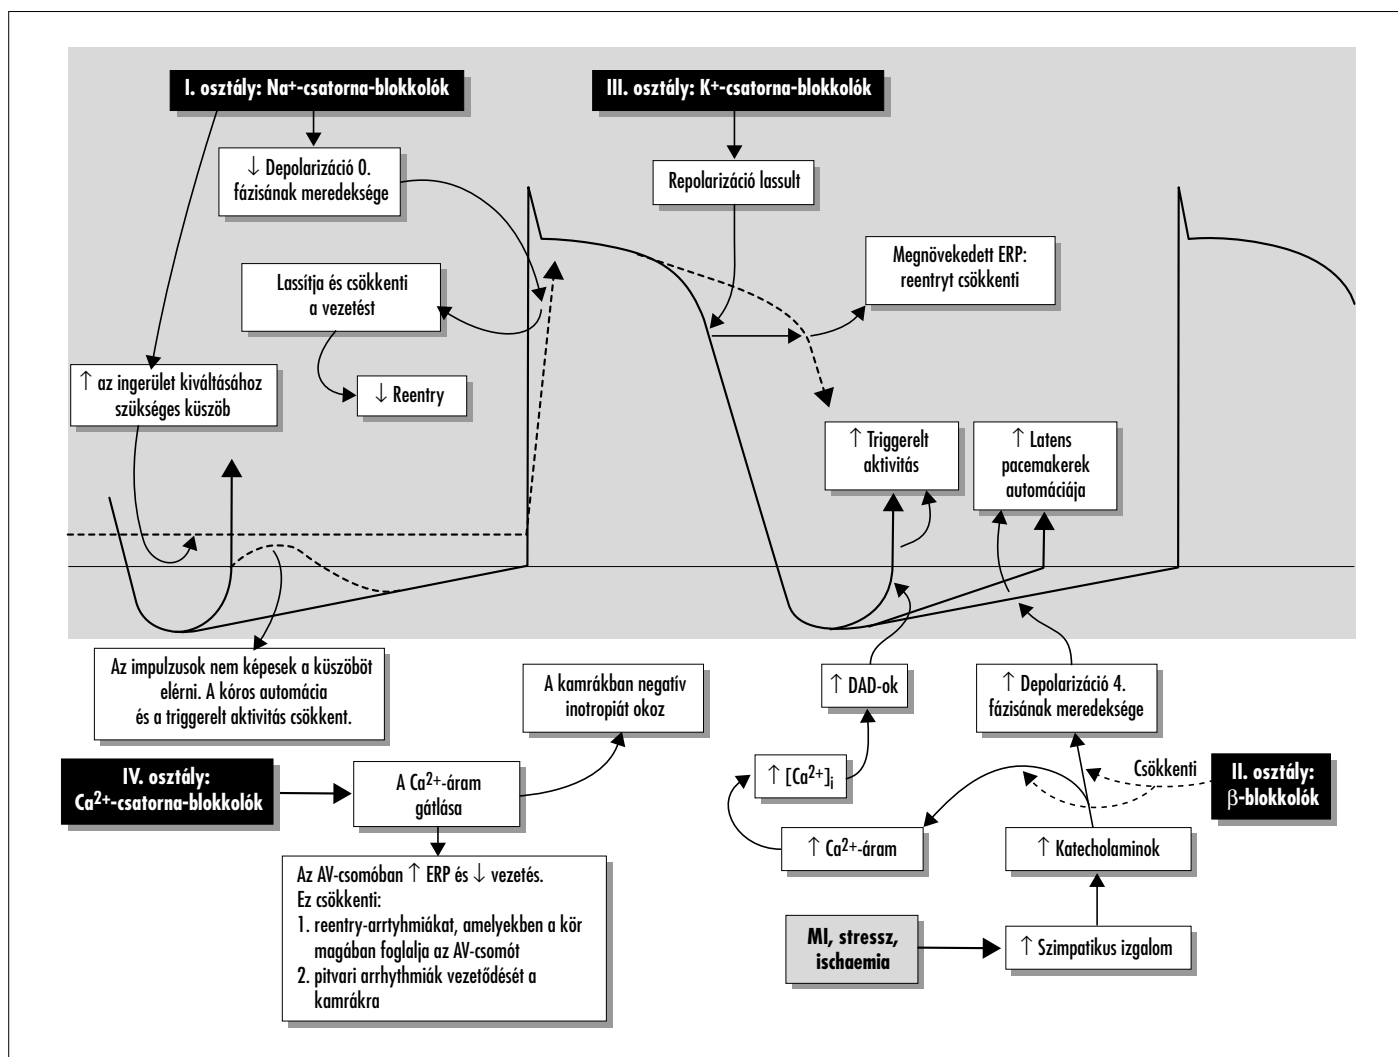 I. osztály: Na+-csatorna-blokkolók
III. osztály: K+-csatorna-blokkolók
↓ Depolarizáció 0.
fázisának meredeksége
Repolarizáció lassult
Lassítja és csökkenti
a vezetést
Megnövekedett ERP:
reentryt csökkenti
↑ az ingerület kiváltásához
szükséges küszöb
↓ Reentry
↑ Triggerelt
aktivitás
↑ Latens
pacemakerek
automáciája
Az impulzusok nem képesek a küszöböt
elérni. A kóros automácia
és a triggerelt aktivitás csökkent.
A kamrákban negatív
inotropiát okoz
↑ DAD-ok
↑ Depolarizáció 4.
fázisának meredeksége
IV. osztály:
Ca2+-csatorna-blokkolók
A Ca2+-áram
gátlása
↑ [Ca2+]i
Csökkenti
II. osztály:
β-blokkolók
↑ Ca2+-áram
↑ Katecholaminok
Az AV-csomóban ↑ ERP és ↓ vezetés.
Ez csökkenti:
1. reentry-arrtyhmiákat, amelyekben a kör
magában foglalja az AV-csomót
2. pitvari arrhythmiák vezetődését a
kamrákra
MI, stressz,
ischaemia
↑ Szimpatikus izgalom